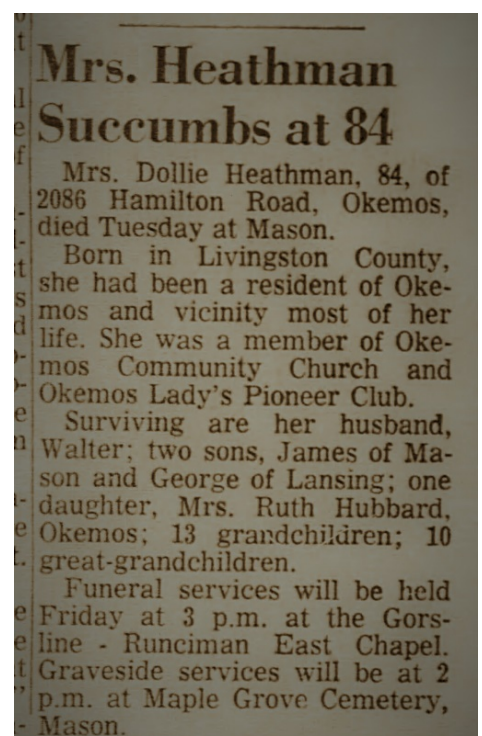 Mrs. Heathman
Succumbs at 84
Mrs. Dollie Heathman, 84, of
2086 Hamilton Road, Okemos,
died Tuesday at Mason.
Born in Livingston County,
she had been a resident of Oke-
mos and vicinity most of her
life. She was a member of Oke-
mos Community Church and
Okemos Lady's Pioneer Club.
Surviving are her husband,
Walter; two sons, James of Ma-
son and George of Lansing; one
daughter, Mrs. Ruth Hubbard,
Okemos; 13 grandchildren; 10
great-grandchildren.
Funeral services will be held
Friday at 3 p.m. at the Gors-
line - Runciman East Chapel.
Graveside services will be at 2
p.m. at Maple Grove Cemetery,
Mason.